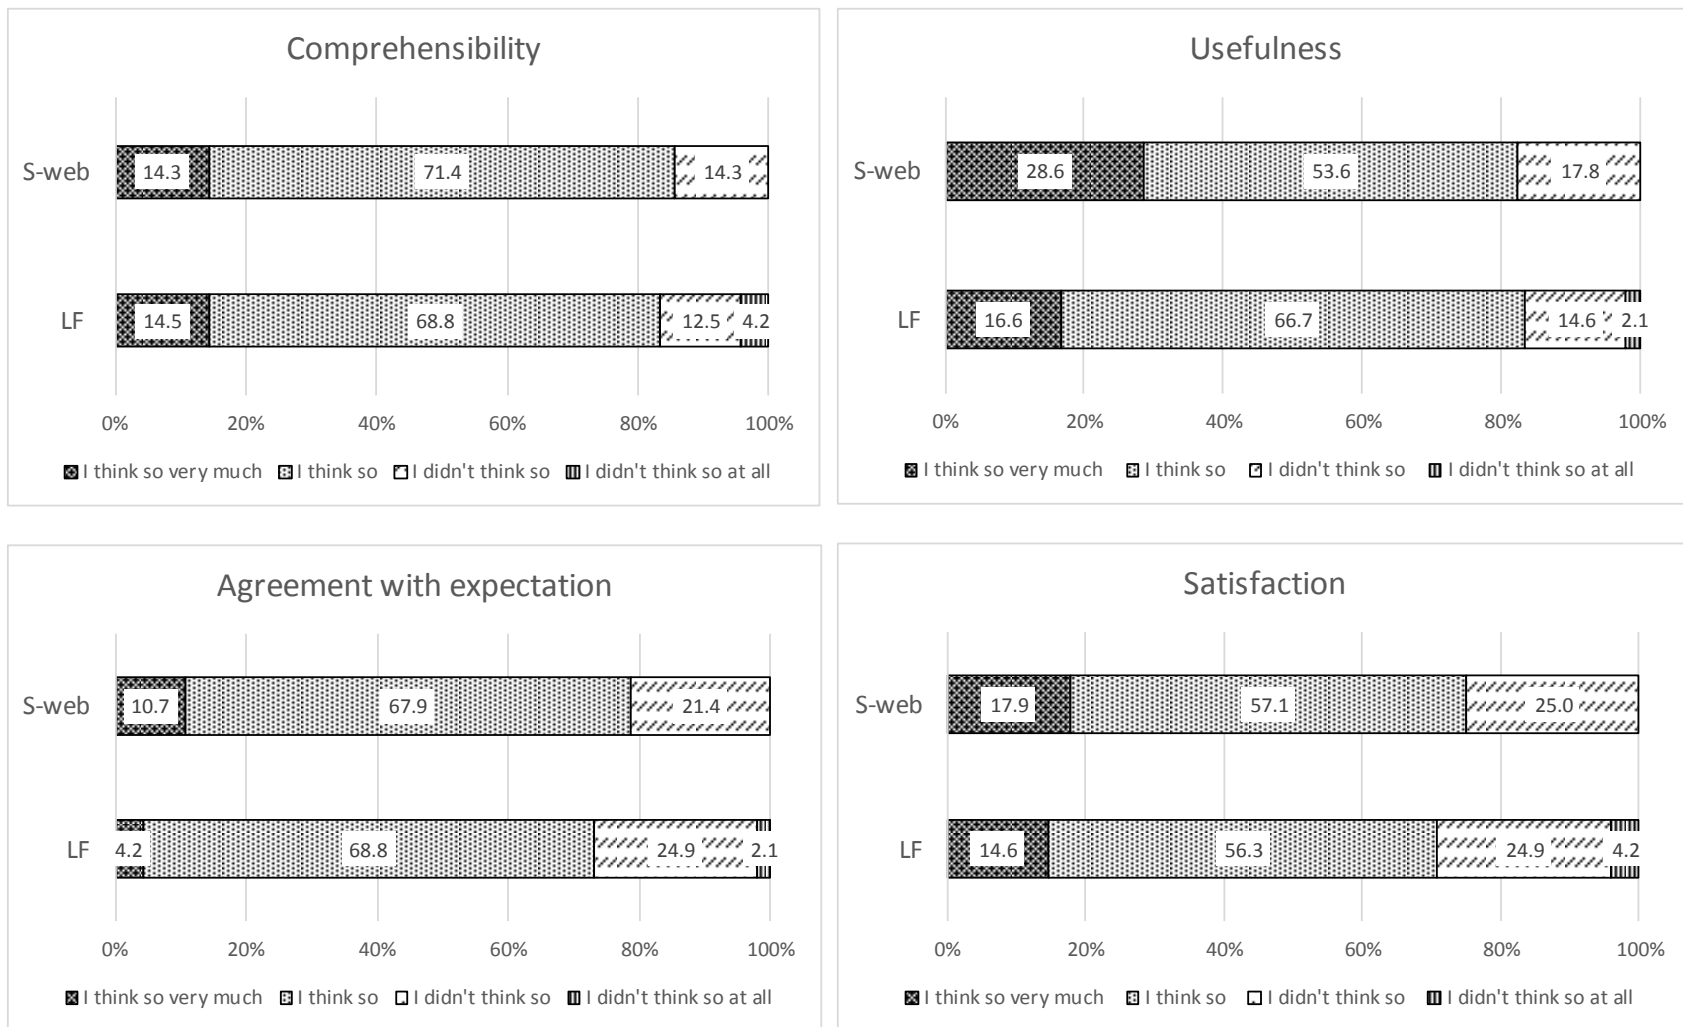 Comprehensibility
S-web 14.3 71.4 14.3
LF 14.5 68.8 12.5 4.2
0% 20% 40% 60% 80% 100%
I think so very much I think so I didn't think so I didn't think so at all
Usefulness
S-web 28.6 53.6 17.8
LF 16.6 66.7 14.6 2.1
0% 20% 40% 60% 80% 100%
I think so very much I think so I didn't think so I didn't think so at all
Agreement with expectation
S-web 10.7 67.9 21.4
LF 4.2 68.8 24.9 2.1
0% 20% 40% 60% 80% 100%
I think so very much I think so I didn't think so I didn't think so at all
Satisfaction
S-web 17.9 57.1 25.0
LF 14.6 56.3 24.9 4.2
0% 20% 40% 60% 80% 100%
I think so very much I think so I didn't think so I didn't think so at all